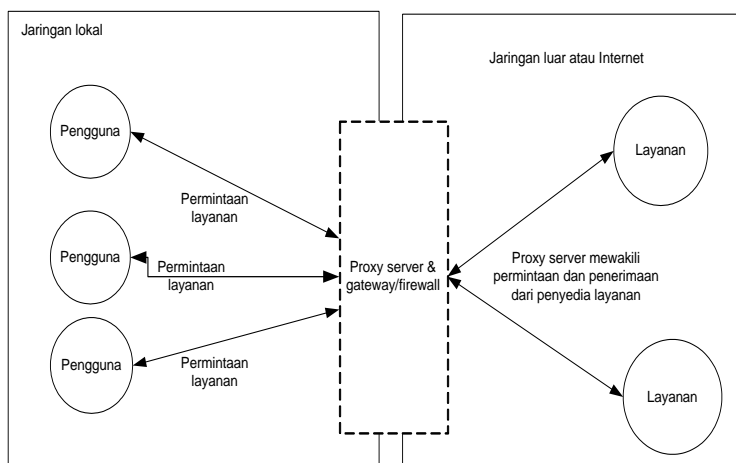 Jaringan lokal
Pengguna
Permintaan
layanan
Pengguna
Permintaan
layanan
Pengguna
Permintaan
layanan
Proxy server &
gateway/firewall
Jaringan luar atau Internet
Layanan
Proxy server mewakili
permintaan dan penerimaan
dari penyedia layanan
Layanan